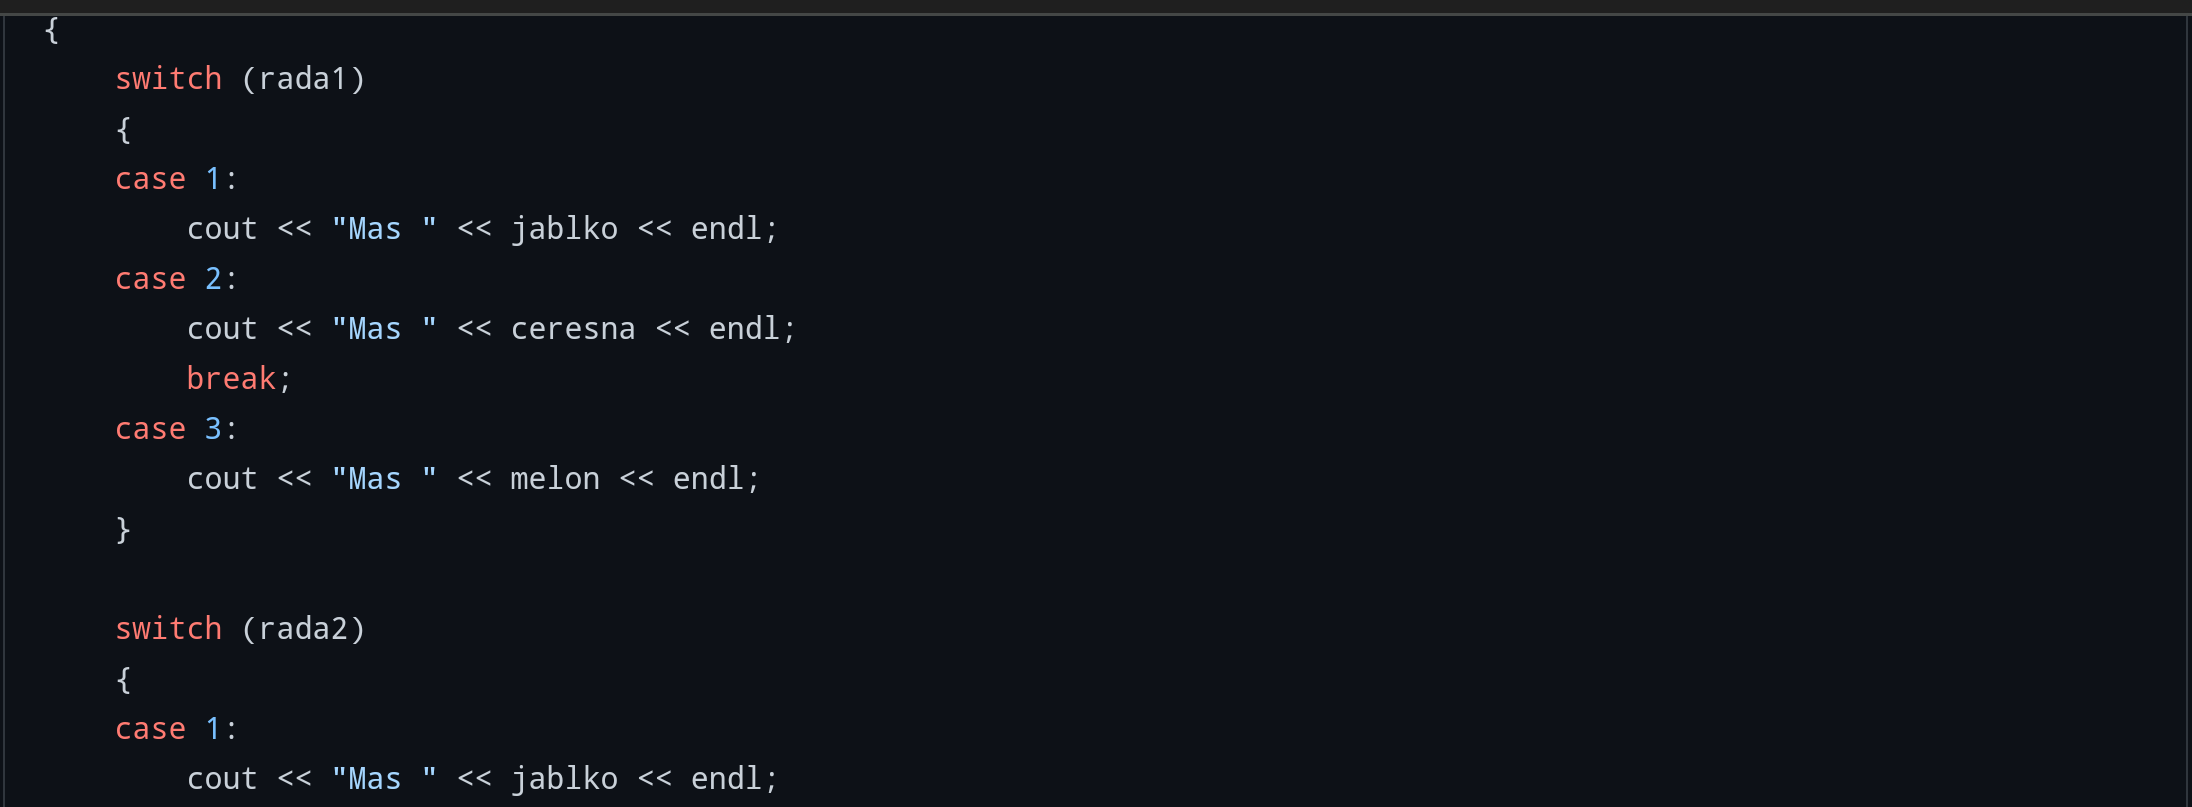 {
    switch (rada1)
    {
    case 1:
        cout << "Mas " << jablko << endl;
    case 2:
        cout << "Mas " << ceresna << endl;
        break;
    case 3:
        cout << "Mas " << melon << endl;
    }

    switch (rada2)
    {
    case 1:
        cout << "Mas " << jablko << endl;